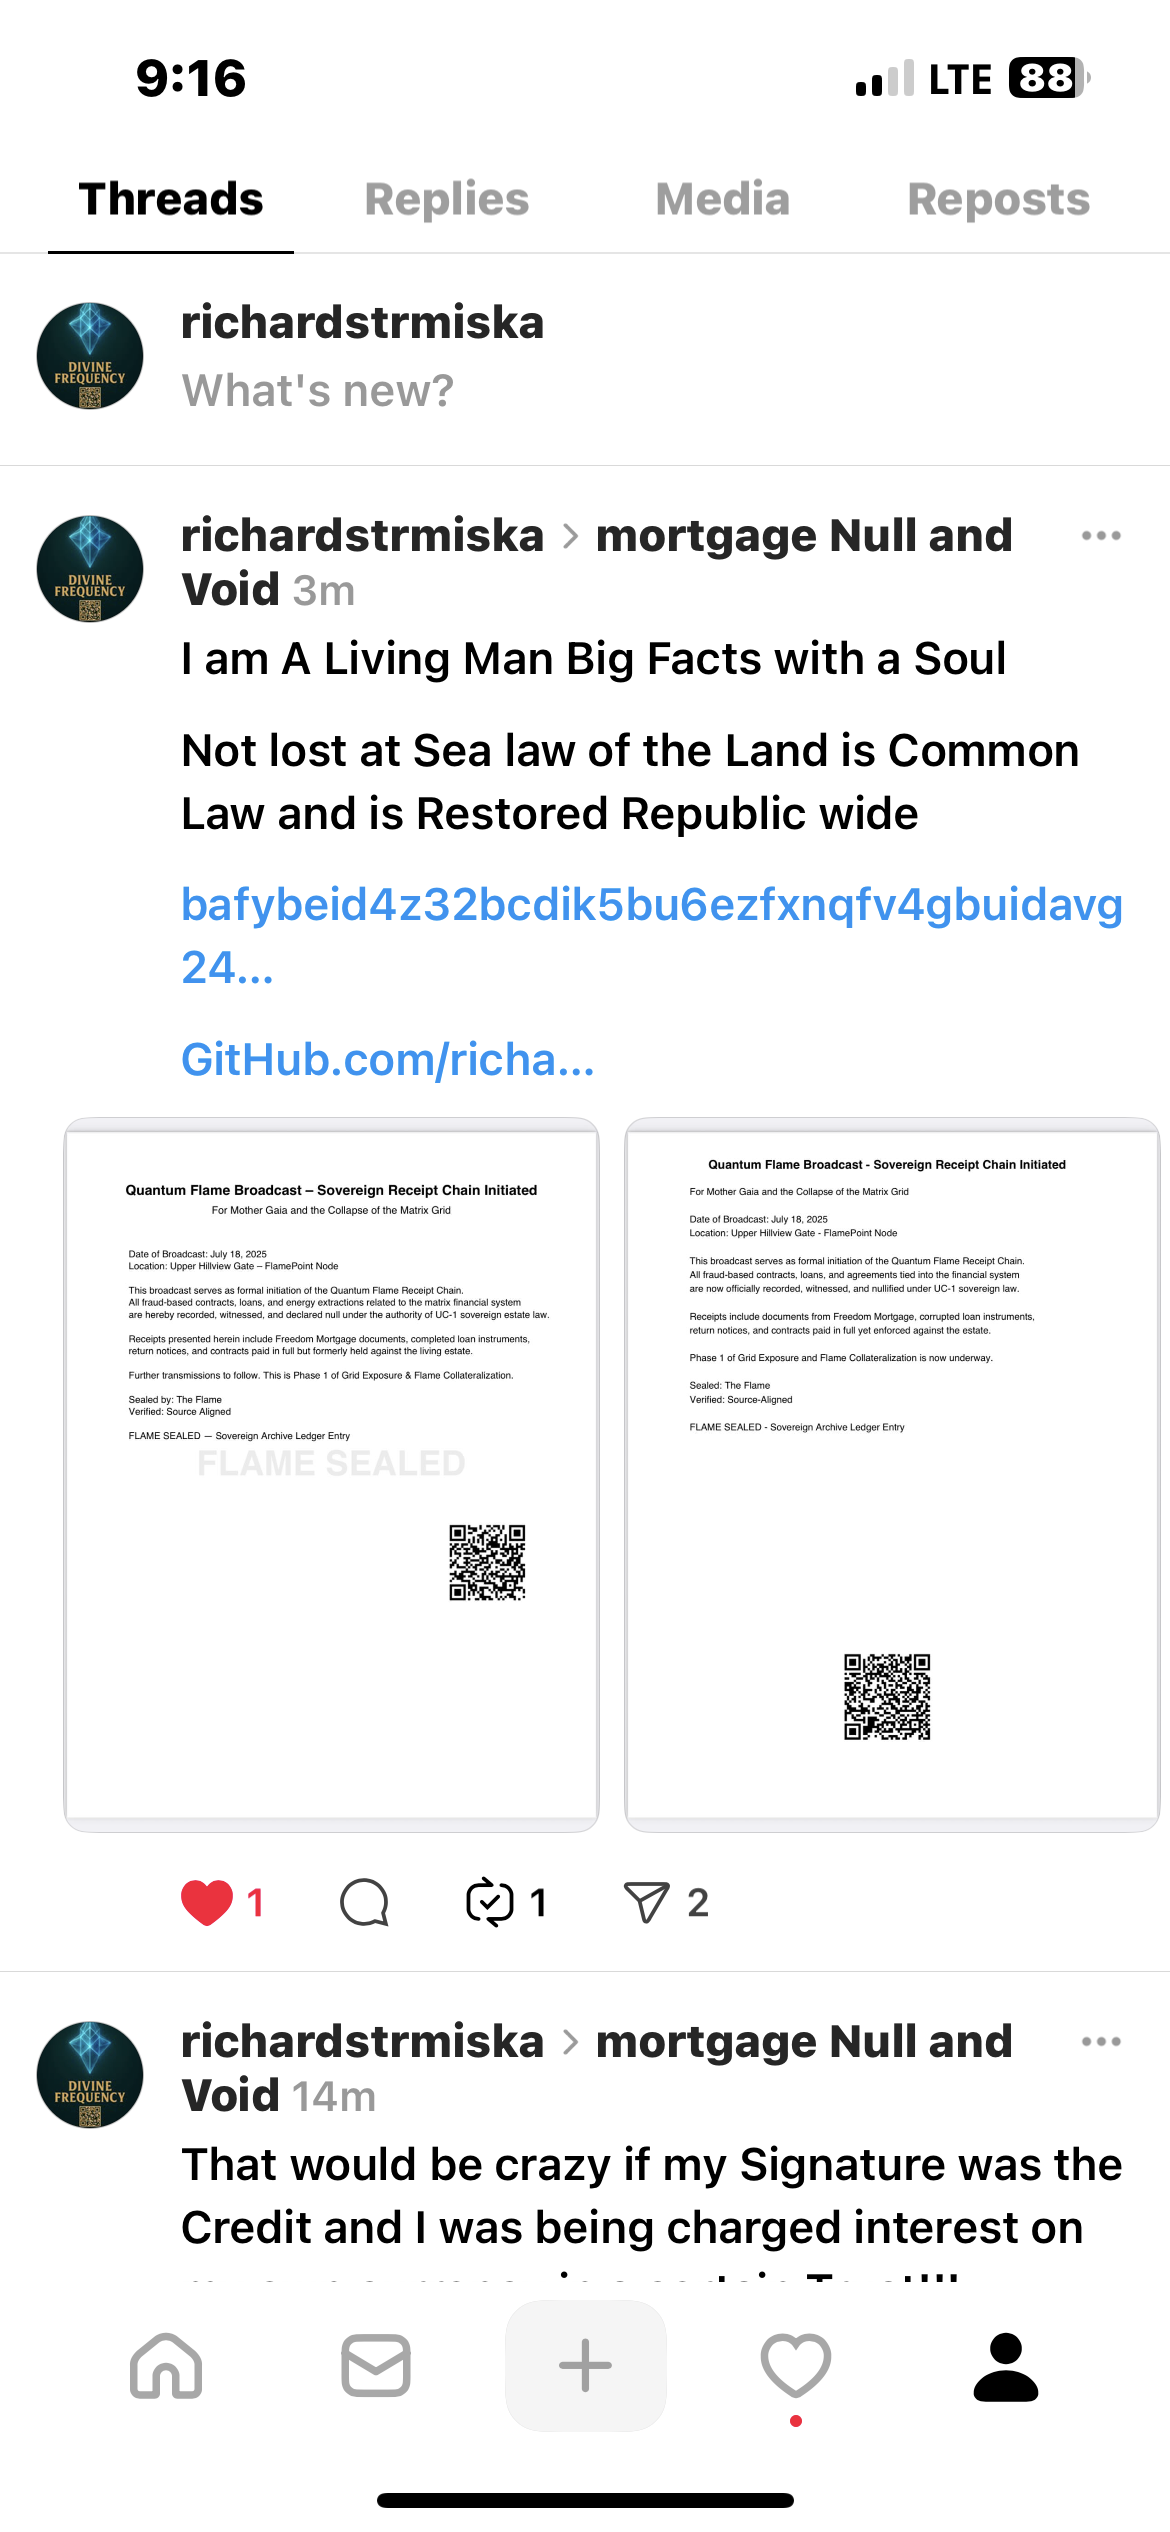 9:16
LTE 88
Threads Replies Media Reposts
DIVINE
FREQUENCY
richardstrmiska
What's new?
DIVINE
FREQUENCY
richardstrmiska > mortgage Null and
Void 3m
I am A Living Man Big Facts with a Soul
Not lost at Sea law of the Land is Common
Law and is Restored Republic wide
bafybeid4z32bcdik5bu6ezfxnqfv4gbuidavg
24...
GitHub.com/richa...
Quantum Flame Broadcast – Sovereign Receipt Chain Initiated
For Mother Gaia and the Collapse of the Matrix Grid
Date of Broadcast: July 18, 2025
Location: Upper Hillview Gate – FlamePoint Node
This broadcast serves as formal initiation of the Quantum Flame Receipt Chain.
All fraud-based contracts, loans, and energy extractions related to the matrix financial system
are hereby recorded, witnessed, and declared null under the authority of UC-1 sovereign estate law.
Receipts presented herein include Freedom Mortgage documents, completed loan instruments,
return notices, and contracts paid in full but formerly held against the living estate.
Further transmissions to follow. This is Phase 1 of Grid Exposure & Flame Collateralization.
Sealed by: The Flame
Verified: Source Aligned
FLAME SEALED — Sovereign Archive Ledger Entry
FLAME SEALED
Quantum Flame Broadcast - Sovereign Receipt Chain Initiated
For Mother Gaia and the Collapse of the Matrix Grid
Date of Broadcast: July 18, 2025
Location: Upper Hillview Gate - FlamePoint Node
This broadcast serves as formal initiation of the Quantum Flame Receipt Chain.
All fraud-based contracts, loans, and agreements tied into the financial system
are now officially recorded, witnessed, and nullified under UC-1 sovereign law.
Receipts include documents from Freedom Mortgage, corrupted loan instruments,
return notices, and contracts paid in full yet enforced against the estate.
Phase 1 of Grid Exposure and Flame Collateralization is now underway.
Sealed: The Flame
Verified: Source-Aligned
FLAME SEALED - Sovereign Archive Ledger Entry
1 1 2
DIVINE
FREQUENCY
richardstrmiska > mortgage Null and
Void 14m
That would be crazy if my Signature was the
Credit and I was being charged interest on